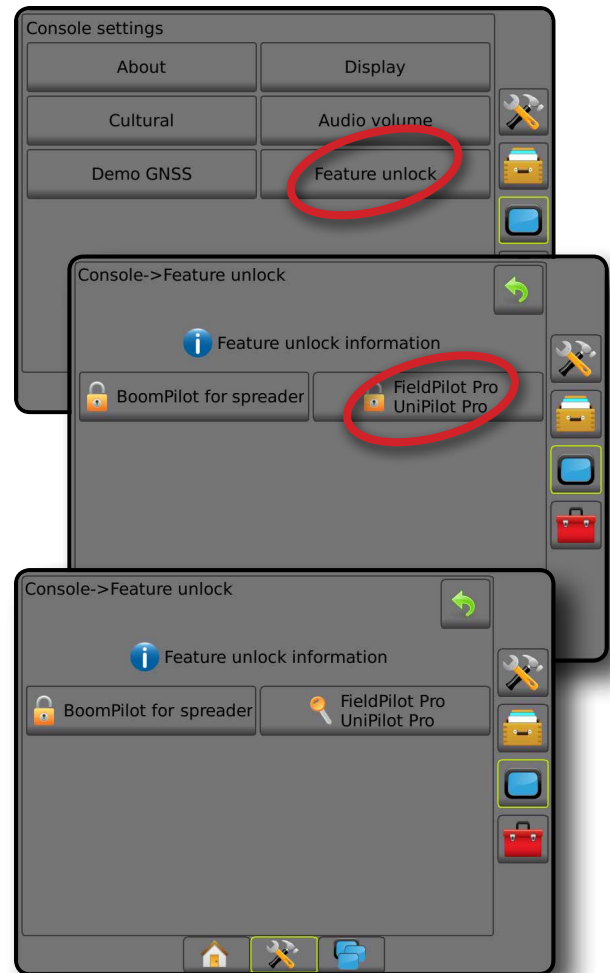 Console settings
About
Display
Cultural
Audio volume
Demo GNSS
Feature unlock
Console->Feature unlock
Feature unlock information
BoomPilot for spreader
FieldPilot Pro
UniPilot Pro
Console->Feature unlock
Feature unlock information
BoomPilot for spreader
FieldPilot Pro
UniPilot Pro